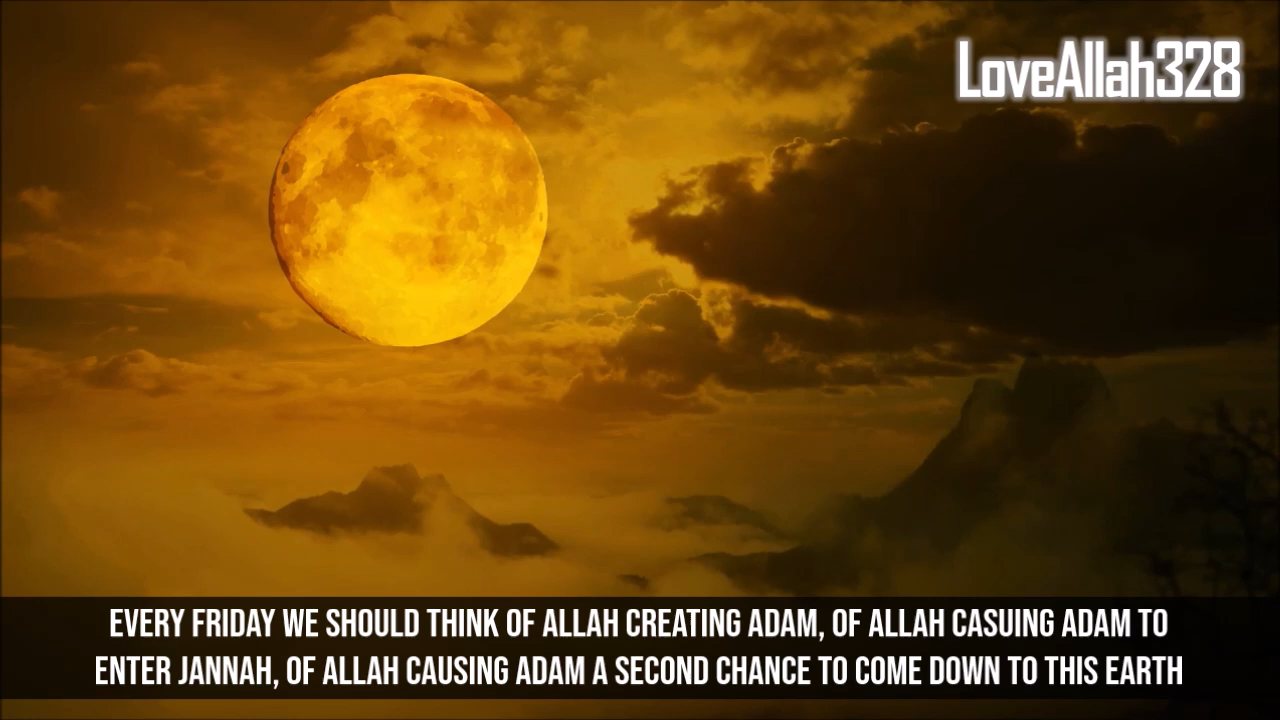 LoveAllah328
EVERY FRIDAY WE SHOULD THINK OF ALLAH CREATING ADAM, OF ALLAH CASUING ADAM TO
ENTER JANNAH, OF ALLAH CAUSING ADAM A SECOND CHANCE TO COME DOWN TO THIS EARTH